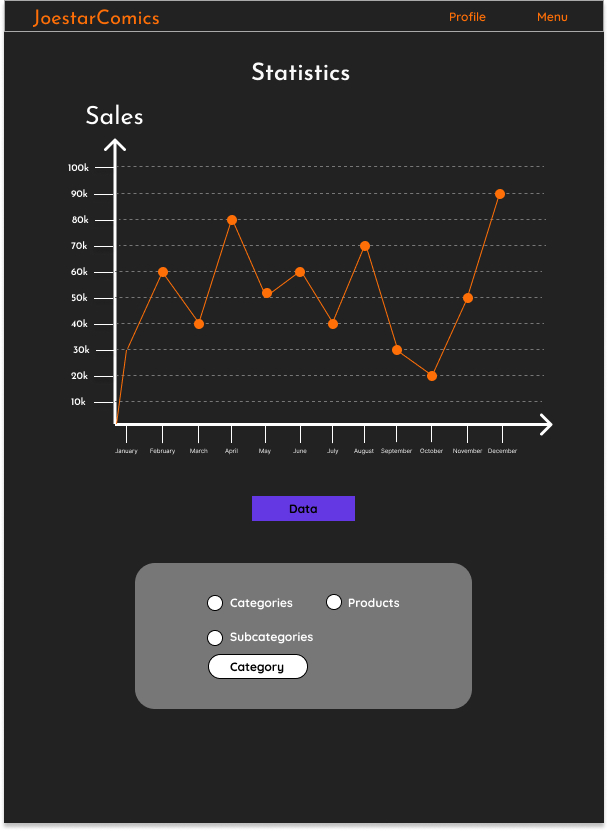 JoestarComics Profile Menu
Statistics
Sales
100k
90k
80k
70k
60k
50k
40k
30k
20k
10k
January February March April May June July August September October November December
Data
Categories Products
Subcategories
Category